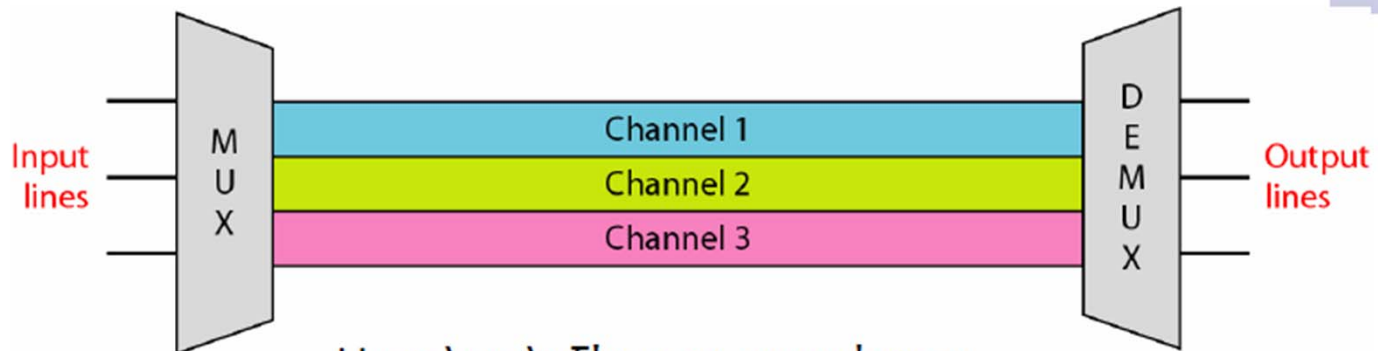 Input
lines
M
U
X
Channel 1
Channel 2
Channel 3
D
E
M
U
X
Output
lines